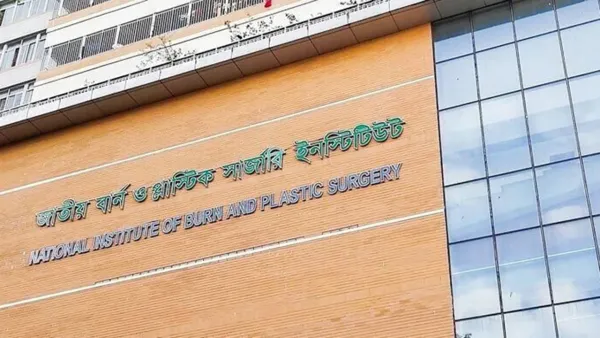 জাতীয় বার্ন ও প্লাস্টিক সার্জারি ইনস্টিটিউট
NATIONAL INSTITUTE OF BURN AND PLASTIC SURGERY